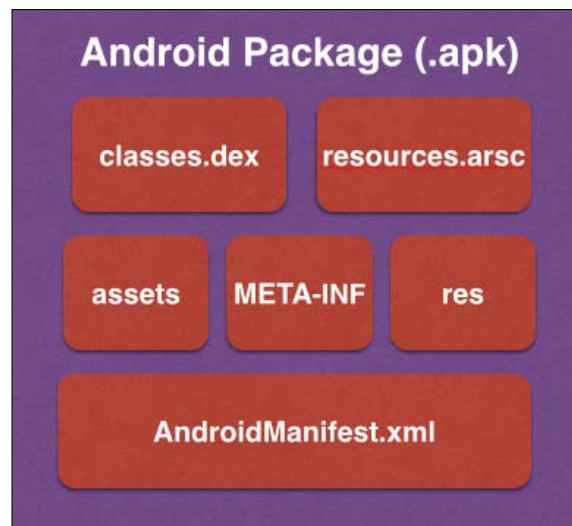 Android Package (.apk)
classes.dex
resources.arsc
assets
META-INF
res
AndroidManifest.xml